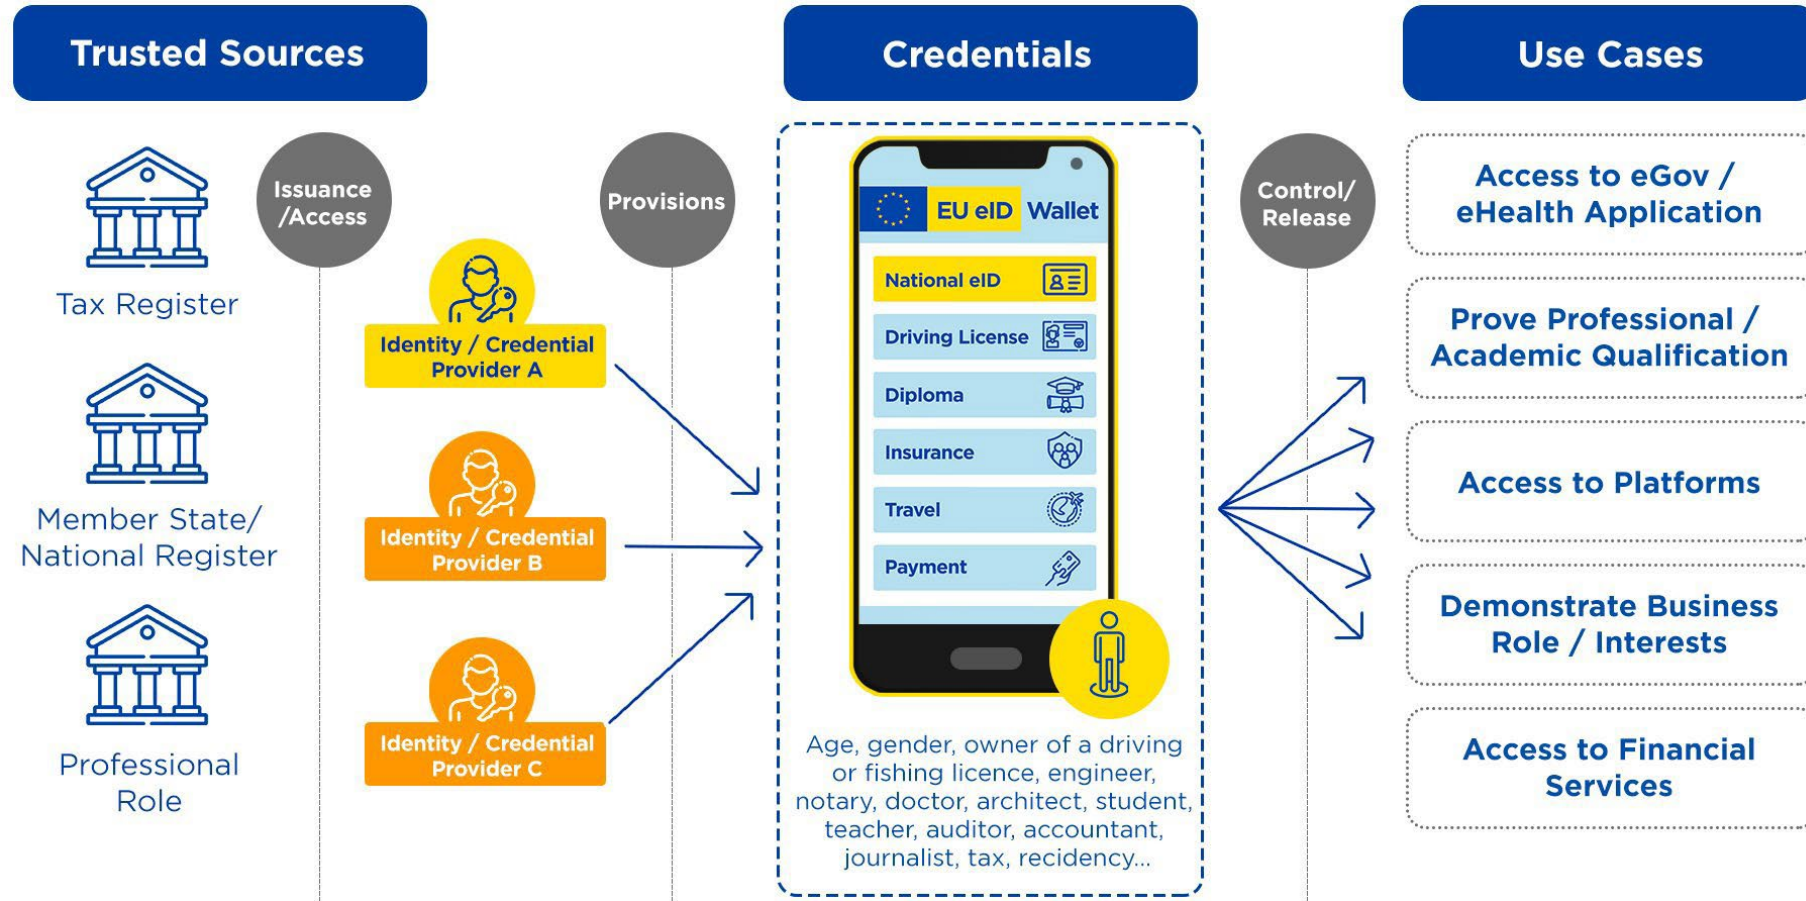 Trusted Sources
Credentials
Use Cases
Tax Register
Member State/
National Register
Professional
Role
Issuance
/Access
Identity / Credential
Provider A
Identity / Credential
Provider B
Identity / Credential
Provider C
Provisions
EU eID Wallet
National eID
Driving License
Diploma
Insurance
Travel
Payment
Age, gender, owner of a driving
or fishing licence, engineer,
notary, doctor, architect, student,
teacher, auditor, accountant,
journalist, tax, recidency...
Control/
Release
Access to eGov /
eHealth Application
Prove Professional /
Academic Qualification
Access to Platforms
Demonstrate Business
Role / Interests
Access to Financial
Services